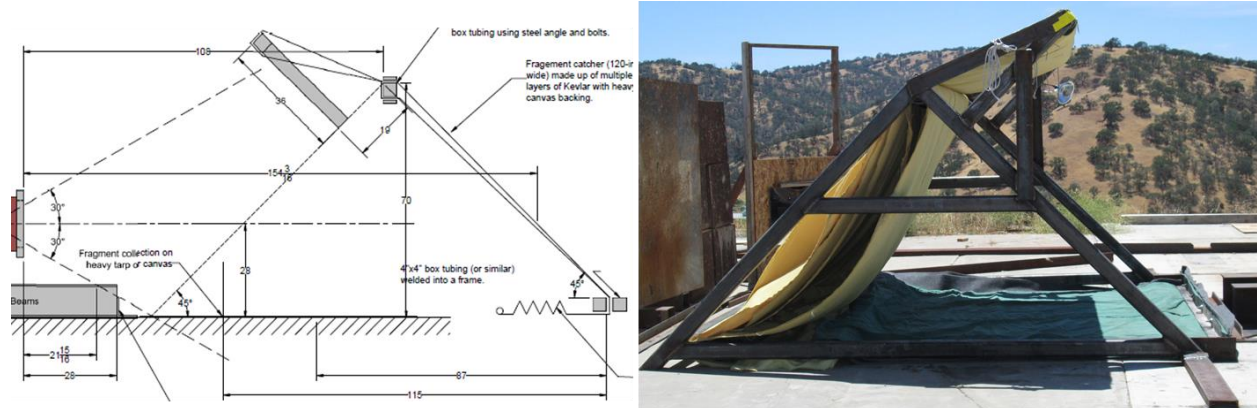 108
box tubing using steel angle and bolts.
Fragement catcher (120-in
wide) made up of multiple
layers of Kevlar with heavy
canvas backing.
36
19
154 3/16
70
30°
30°
Fragment collection on
heavy tarp of canvas
28
4"x4" box tubing (or similar)
welded into a frame.
45°
45°
Beams
21 15/16
28
87
115